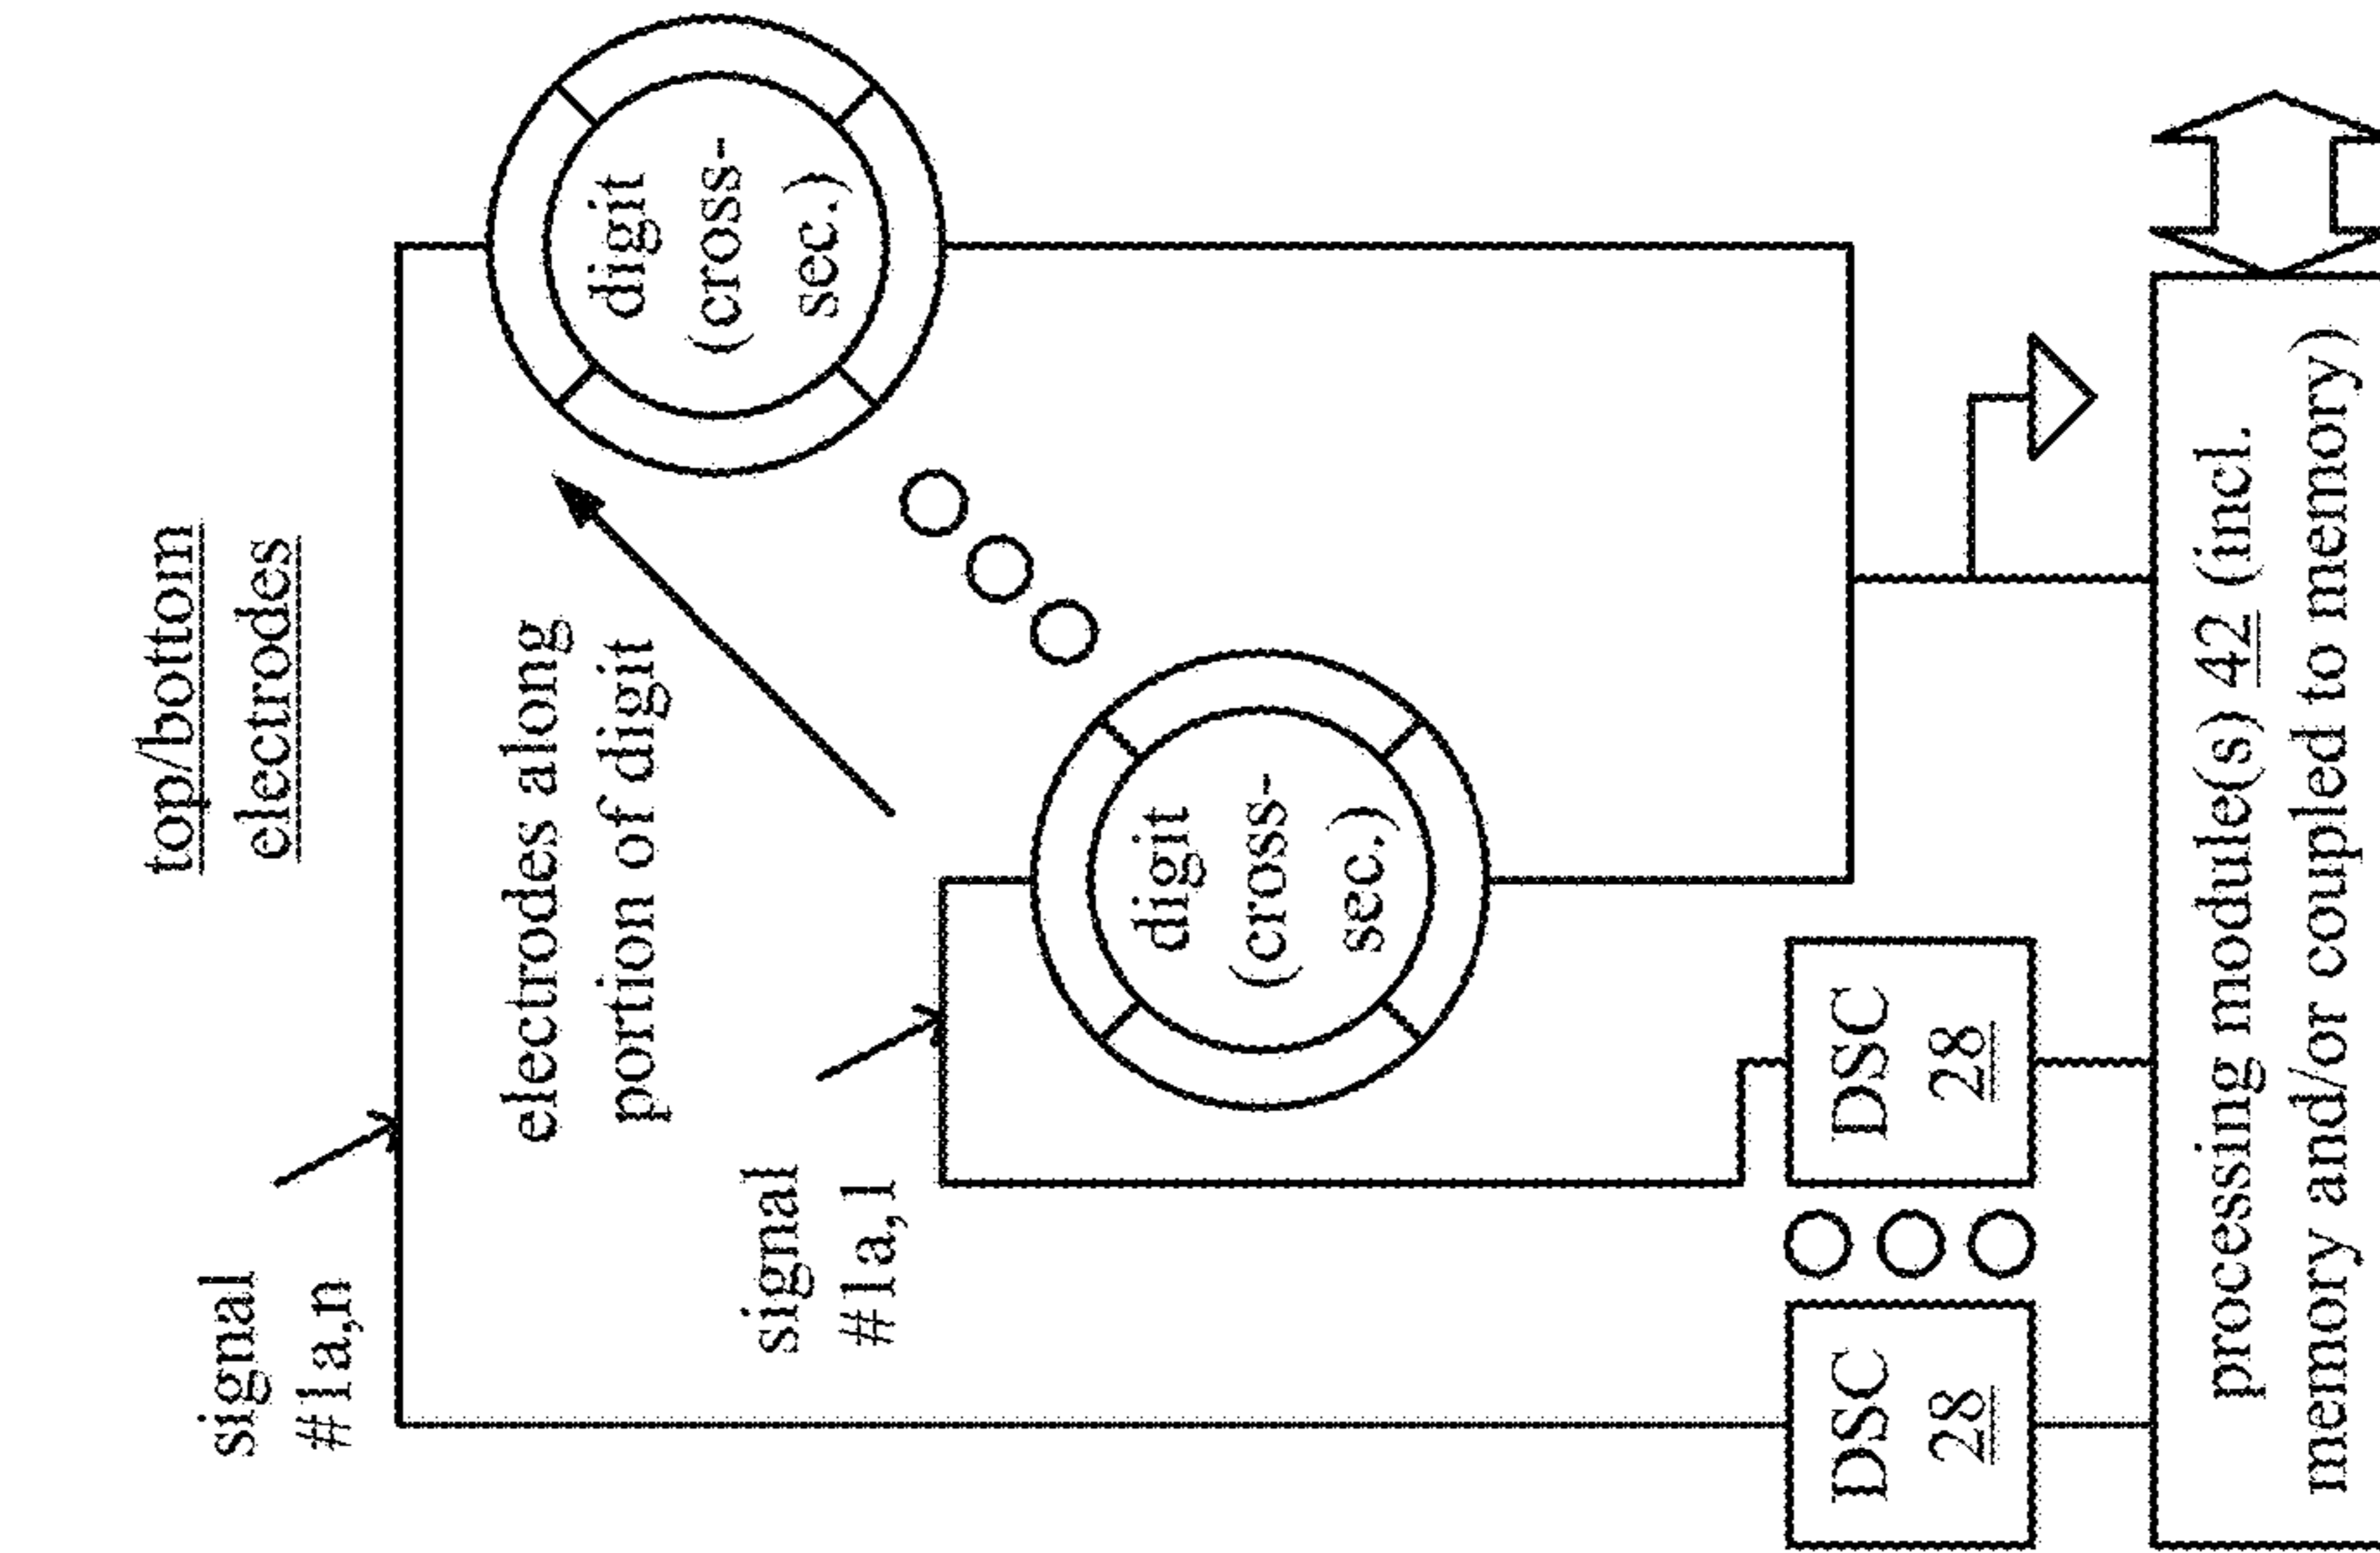 top/bottom
electrodes
signal
#1a,n
electrodes along
portion of digit
digit
(cross-
sec.)
signal
#1a,1
digit
(cross-
sec.)
DSC
28
DSC
28
processing module(s) 42 (incl.
memory and/or coupled to memory)